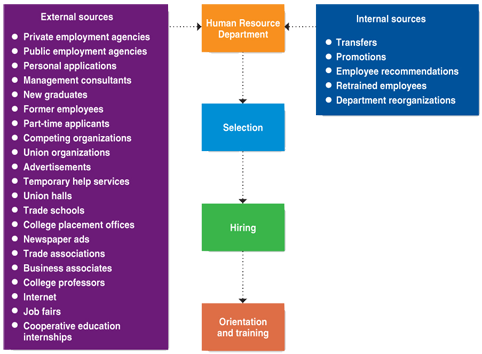 External sources
● Private employment agencies
● Public employment agencies
● Personal applications
● Management consultants
● New graduates
● Former employees
● Part-time applicants
● Competing organizations
● Union organizations
● Advertisements
● Temporary help services
● Union halls
● Trade schools
● College placement offices
● Newspaper ads
● Trade associations
● Business associates
● College professors
● Internet
● Job fairs
● Cooperative education
internships
Human Resource
Department
Selection
Hiring
Orientation
and training
Internal sources
● Transfers
● Promotions
● Employee recommendations
● Retrained employees
● Department reorganizations